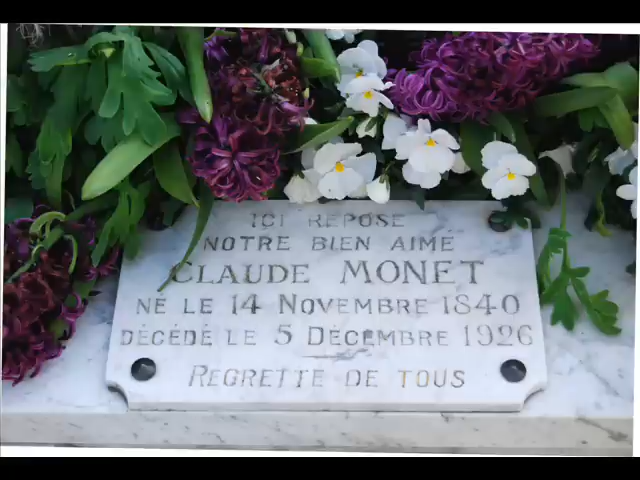 ICI REPOSE
NOTRE BIEN AIMÉ
CLAUDE MONET
NÉ LE 14 NOVEMBRE 1840
DÉCÉDÉ LE 5 DÉCEMBRE 1926
REGRETTE DE TOUS